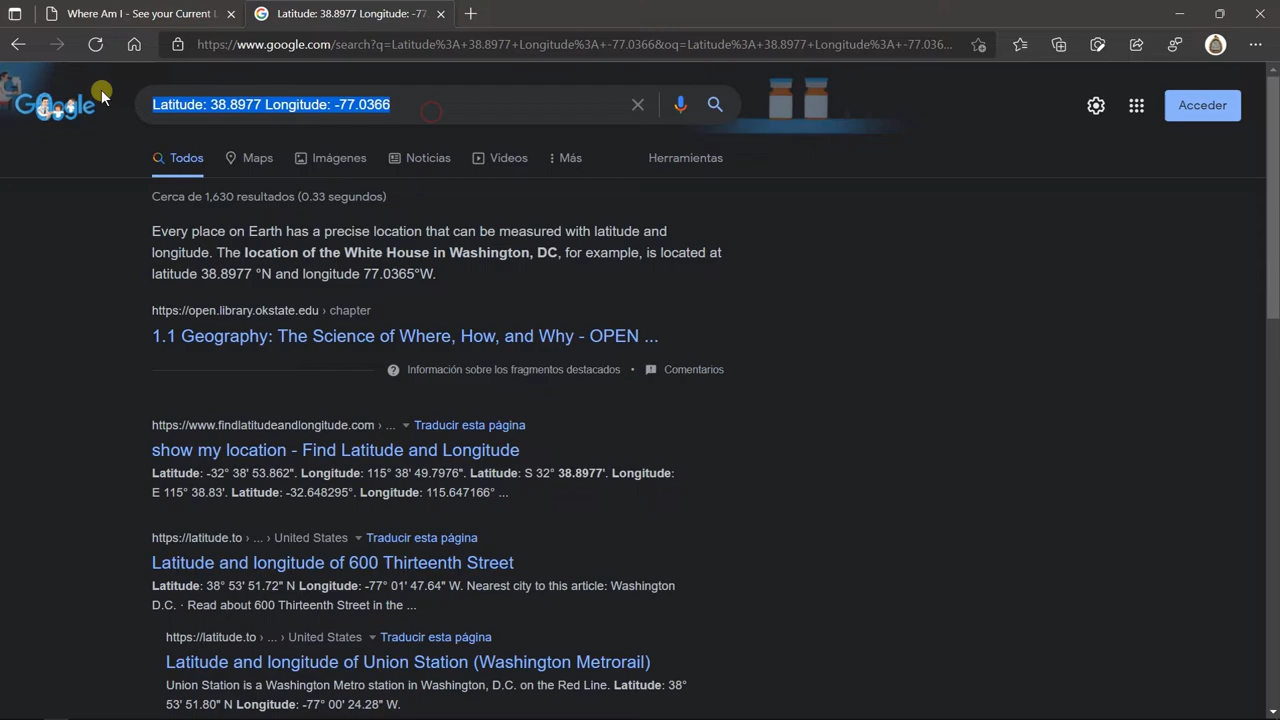 Where Am I - See your Current L
Latitude: 38.8977 Longitude: -77.
https://www.google.com/search?q=Latitude%3A+38.8977+Longitude%3A+-77.0366&oq=Latitude%3A+38.8977+Longitude%3A+-77.036...
Google
Latitude: 38.8977 Longitude: -77.0366
Acceder
Todos Maps Imágenes Noticias Videos Más Herramientas
Cerca de 1,630 resultados (0.33 segundos)
Every place on Earth has a precise location that can be measured with latitude and
longitude. The location of the White House in Washington, DC, for example, is located at
latitude 38.8977 °N and longitude 77.0365°W.
https://open.library.okstate.edu › chapter
1.1 Geography: The Science of Where, How, and Why - OPEN ...
Información sobre los fragmentos destacados • Comentarios
https://www.findlatitudeandlongitude.com › ... Traducir esta página
show my location - Find Latitude and Longitude
Latitude: -32° 38' 53.862". Longitude: 115° 38' 49.7976". Latitude: S 32° 38.8977'. Longitude:
E 115° 38.83'. Latitude: -32.648295°. Longitude: 115.647166° ...
https://latitude.to › ... › United States Traducir esta página
Latitude and longitude of 600 Thirteenth Street
Latitude: 38° 53' 51.72" N Longitude: -77° 01' 47.64" W. Nearest city to this article: Washington
D.C. · Read about 600 Thirteenth Street in the ...
https://latitude.to › ... › United States Traducir esta página
Latitude and longitude of Union Station (Washington Metrorail)
Union Station is a Washington Metro station in Washington, D.C. on the Red Line. Latitude: 38°
53' 51.80" N Longitude: -77° 00' 24.28" W.